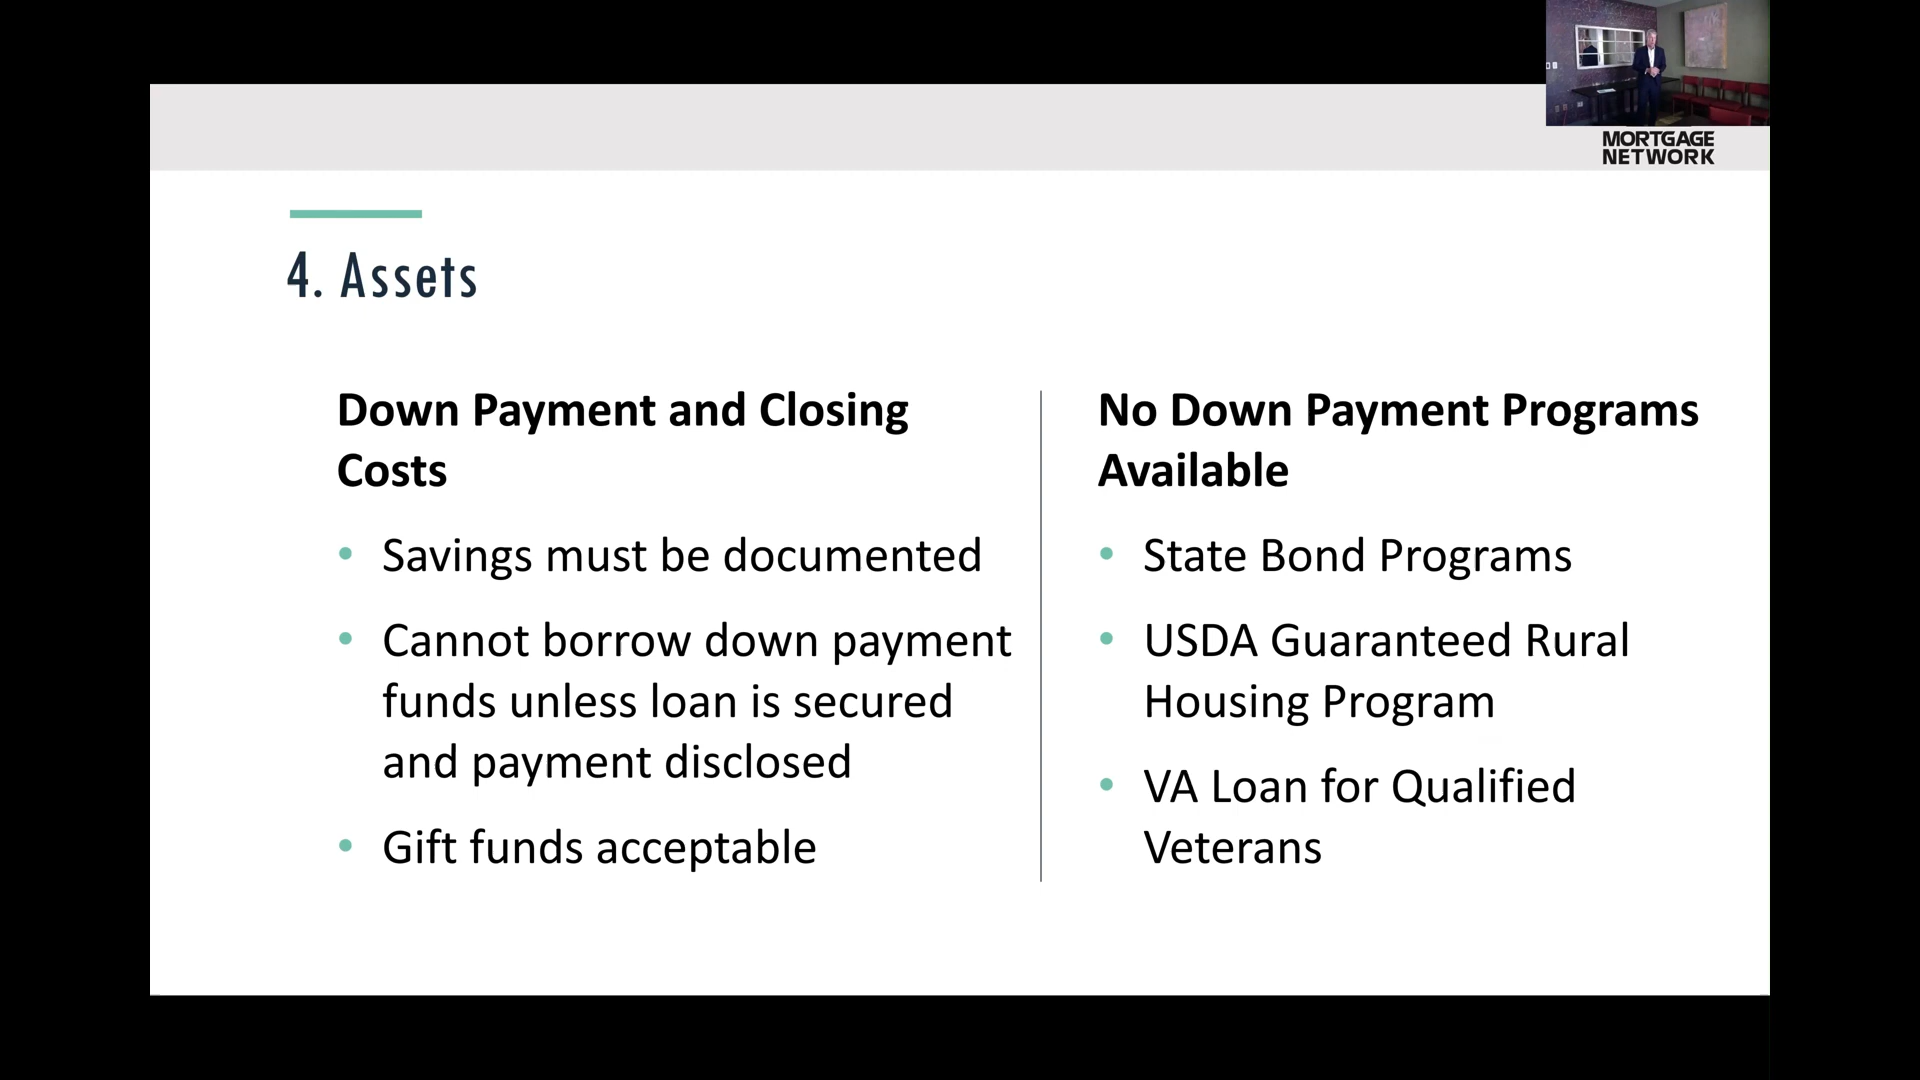 MORTGAGE
NETWORK
4. Assets
Down Payment and Closing
Costs
• Savings must be documented
• Cannot borrow down payment
funds unless loan is secured
and payment disclosed
• Gift funds acceptable
No Down Payment Programs
Available
• State Bond Programs
• USDA Guaranteed Rural
Housing Program
• VA Loan for Qualified
Veterans